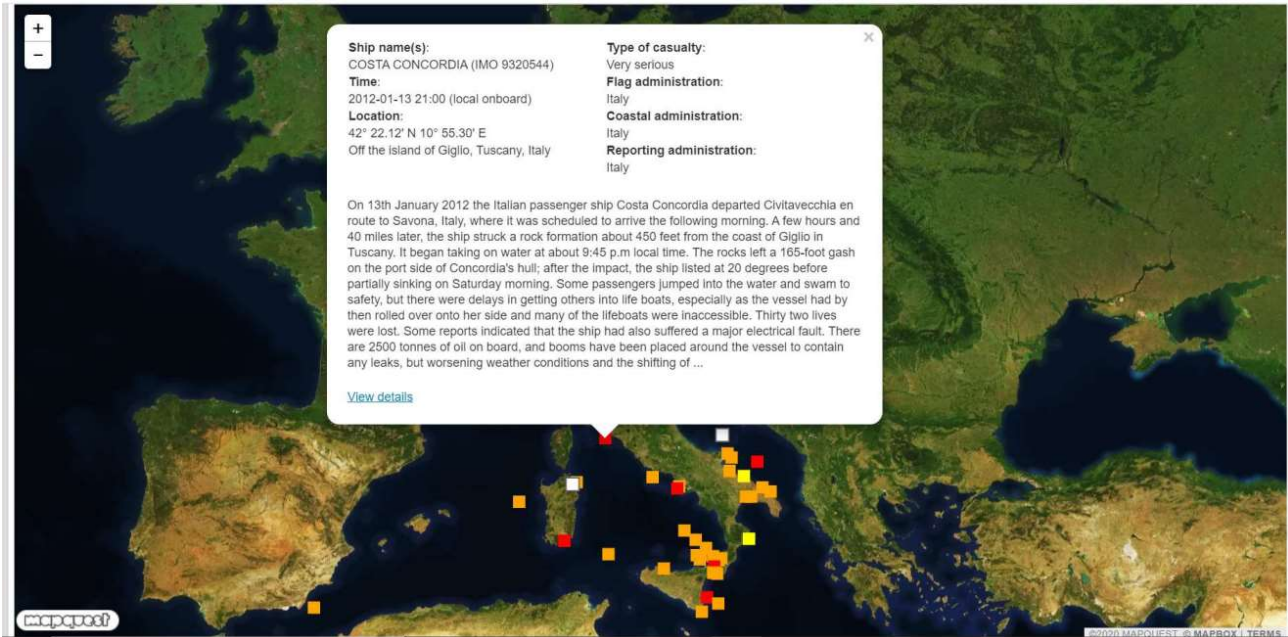 +
−
×
Ship name(s):
COSTA CONCORDIA (IMO 9320544)
Time:
2012-01-13 21:00 (local onboard)
Location:
42° 22.12' N 10° 55.30' E
Off the island of Giglio, Tuscany, Italy
Type of casualty:
Very serious
Flag administration:
Italy
Coastal administration:
Italy
Reporting administration:
Italy
On 13th January 2012 the Italian passenger ship Costa Concordia departed Civitavecchia en
route to Savona, Italy, where it was scheduled to arrive the following morning. A few hours and
40 miles later, the ship struck a rock formation about 450 feet from the coast of Giglio in
Tuscany. It began taking on water at about 9:45 p.m local time. The rocks left a 165-foot gash
on the port side of Concordia's hull; after the impact, the ship listed at 20 degrees before
partially sinking on Saturday morning. Some passengers jumped into the water and swam to
safety, but there were delays in getting others into life boats, especially as the vessel had by
then rolled over onto her side and many of the lifeboats were inaccessible. Thirty two lives
were lost. Some reports indicated that the ship had also suffered a major electrical fault. There
are 2500 tonnes of oil on board, and booms have been placed around the vessel to contain
any leaks, but worsening weather conditions and the shifting of ...
View details
mapquest
©2020 MAPQUEST © MAPBOX | TER